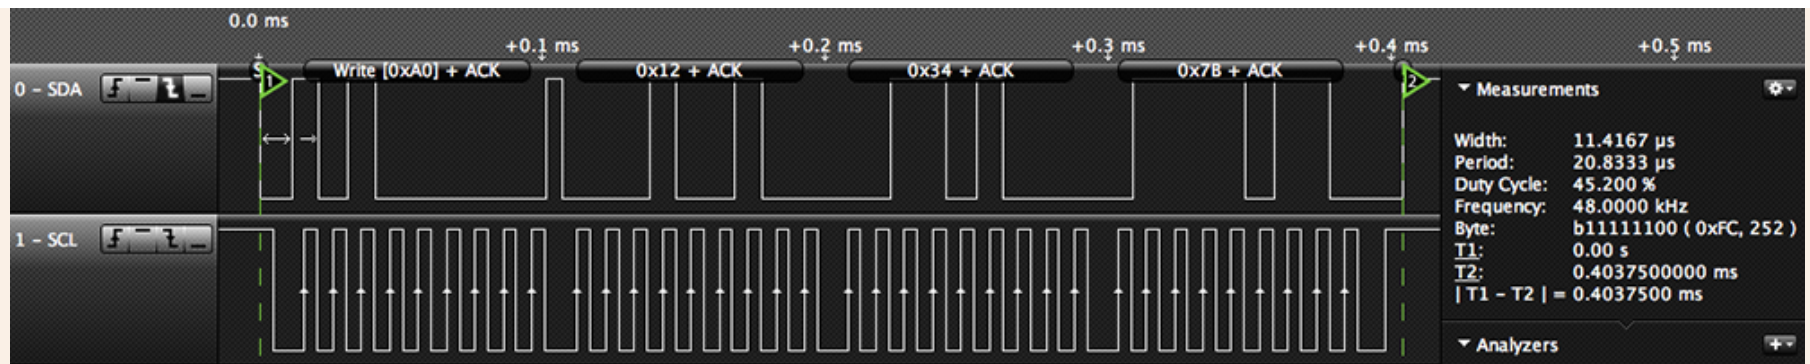 0.0 ms
+0.1 ms +0.2 ms +0.3 ms +0.4 ms +0.5 ms
0 - SDA S 1 Write [0xA0] + ACK 0x12 + ACK 0x34 + ACK 0x7B + ACK 2
1 - SCL
Measurements
Width: 11.4167 µs
Period: 20.8333 µs
Duty Cycle: 45.200 %
Frequency: 48.0000 kHz
Byte: b11111100 ( 0xFC, 252 )
T1: 0.00 s
T2: 0.4037500000 ms
| T1 - T2 | = 0.4037500 ms
Analyzers